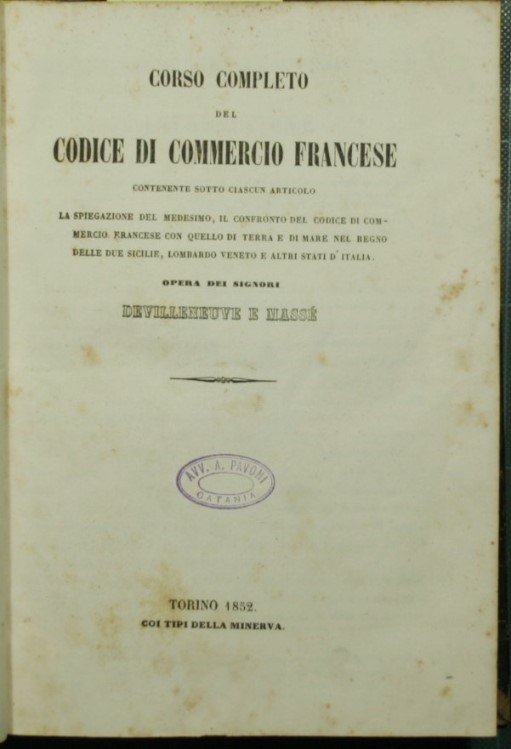 CORSO COMPLETO
DEL
CODICE DI COMMERCIO FRANCESE
CONTENENTE SOTTO CIASCUN ARTICOLO
LA SPIEGAZIONE DEL MEDESIMO, IL CONFRONTO DEL CODICE DI COM-
MERCIO FRANCESE CON QUELLO DI TERRA E DI MARE NEL REGNO
DELLE DUE SICILIE, LOMBARDO VENETO E ALTRI STATI D'ITALIA.
OPERA DEI SIGNORI
DEVILLENEUVE E MASSÉ
AVV. A. PAVONI
CATANIA
TORINO 1852.
COI TIPI DELLA MINERVA.